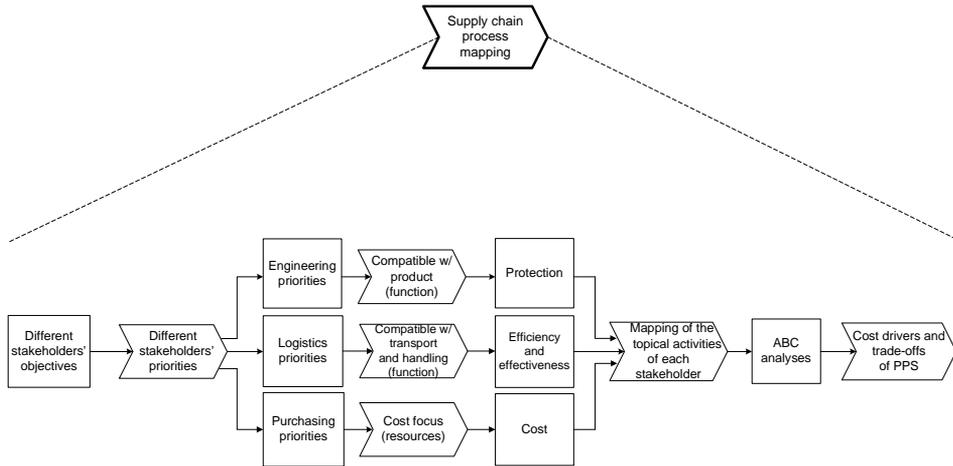 Supply chain
process
mapping
Engineering
priorities
Compatible w/
product
(function)
Protection
Different
stakeholders'
objectives
Different
stakeholders'
priorities
Logistics
priorities
Compatible w/
transport
and handling
(function)
Efficiency
and
effectiveness
Mapping of the
topical activities
of each
stakeholder
ABC
analyses
Cost drivers and
trade-offs
of PPS
Purchasing
priorities
Cost focus
(resources)
Cost